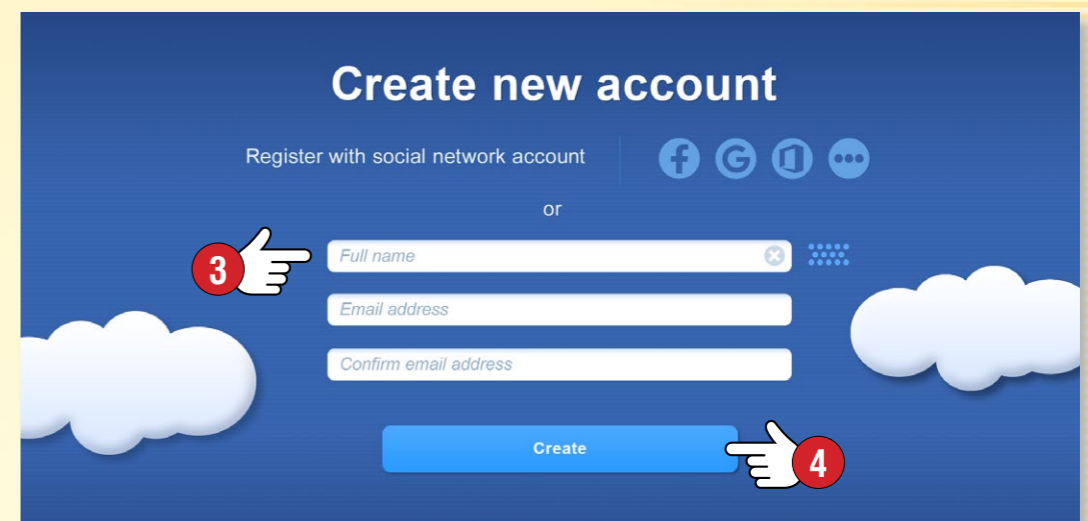 Create new account
Register with social network account
or
3
Full name
Email address
Confirm email address
Create
4